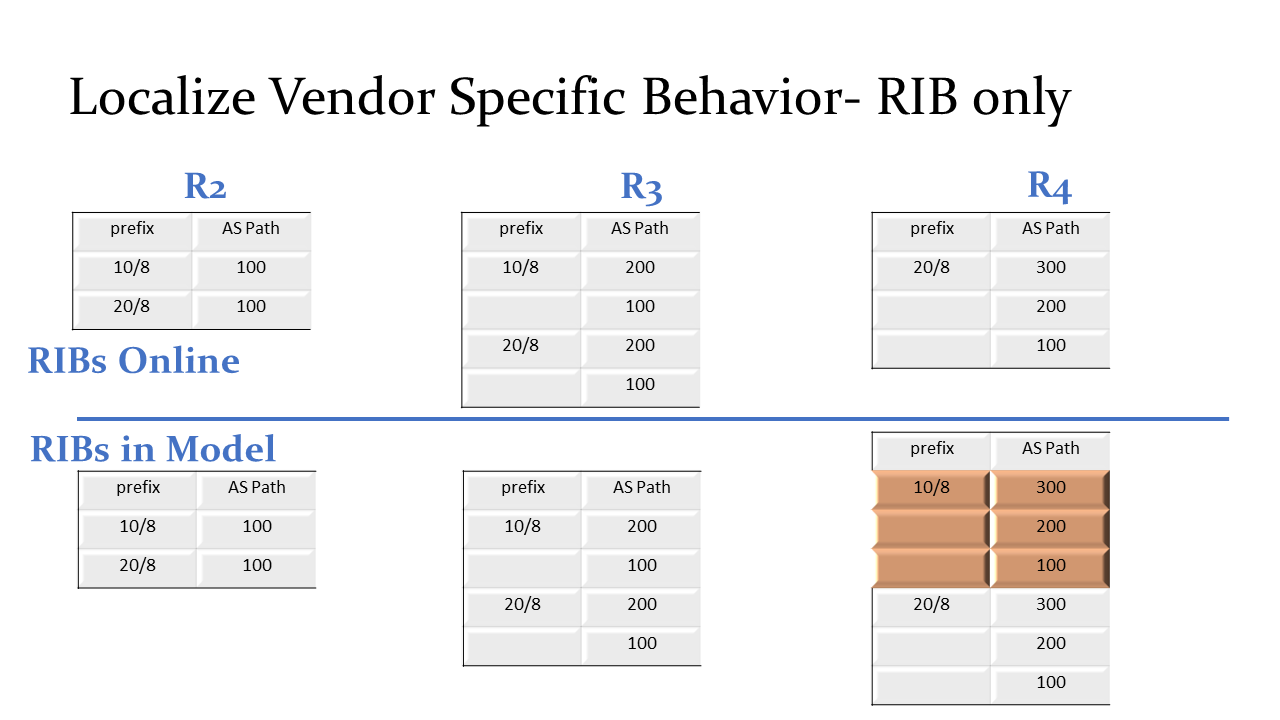 Localize Vendor Specific Behavior- RIB only
R2
prefix AS Path
10/8 100
20/8 100
R3
prefix AS Path
10/8 200
100
20/8 200
100
R4
prefix AS Path
20/8 300
200
100
RIBs Online
RIBs in Model
prefix AS Path
10/8 100
20/8 100
prefix AS Path
10/8 200
100
20/8 200
100
prefix AS Path
10/8 300
200
100
20/8 300
200
100